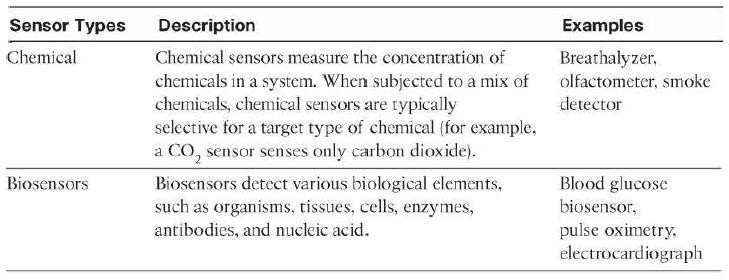 Sensor Types Description Examples
Chemical Chemical sensors measure the concentration of Breathalyzer,
chemicals in a system. When subjected to a mix of olfactometer, smoke
chemicals, chemical sensors are typically detector
selective for a target type of chemical (for example,
a CO₂ sensor senses only carbon dioxide).
Biosensors Biosensors detect various biological elements, Blood glucose
such as organisms, tissues, cells, enzymes, biosensor,
antibodies, and nucleic acid. pulse oximetry,
electrocardiograph